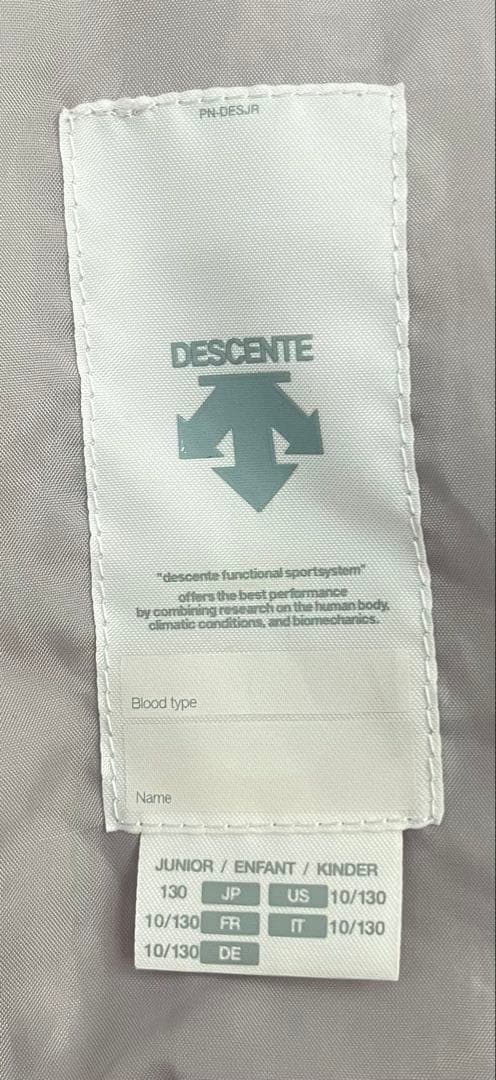 PN-DESJR
DESCENTE
"descente functional sportsystem"
offers the best performance
by combining research on the human body,
climatic conditions, and biomechanics.
Blood type
Name
JUNIOR / ENFANT / KINDER
130 JP US 10/130
10/130 FR IT 10/130
10/130 DE